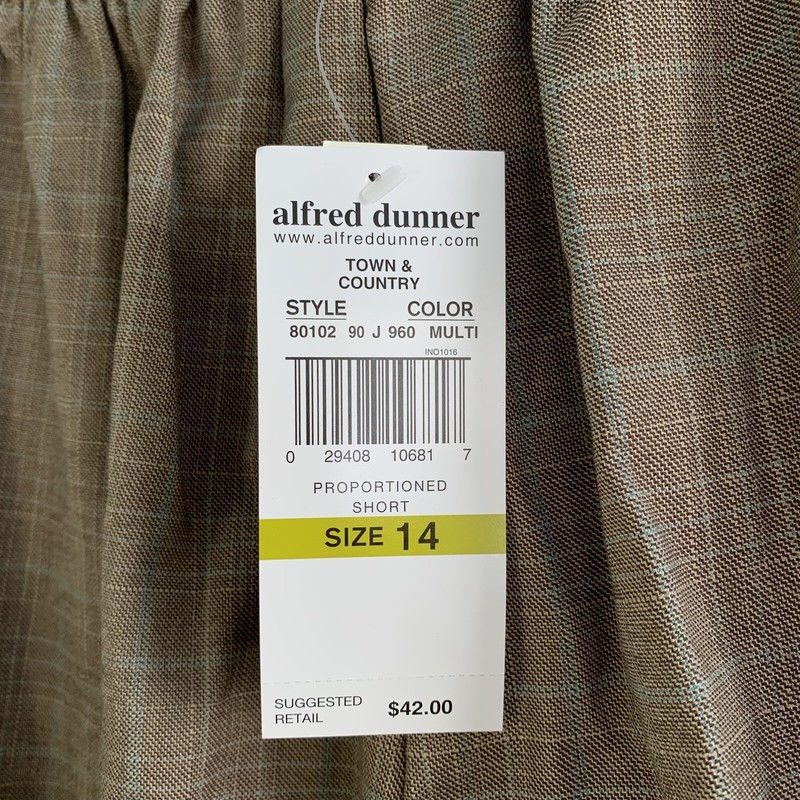 alfred dunner
www.alfreddunner.com
TOWN &
COUNTRY
STYLE COLOR
80102 90 J 960 MULTI
INO1016
0 29408 10681 7
PROPORTIONED
SHORT
SIZE 14
SUGGESTED
RETAIL $42.00